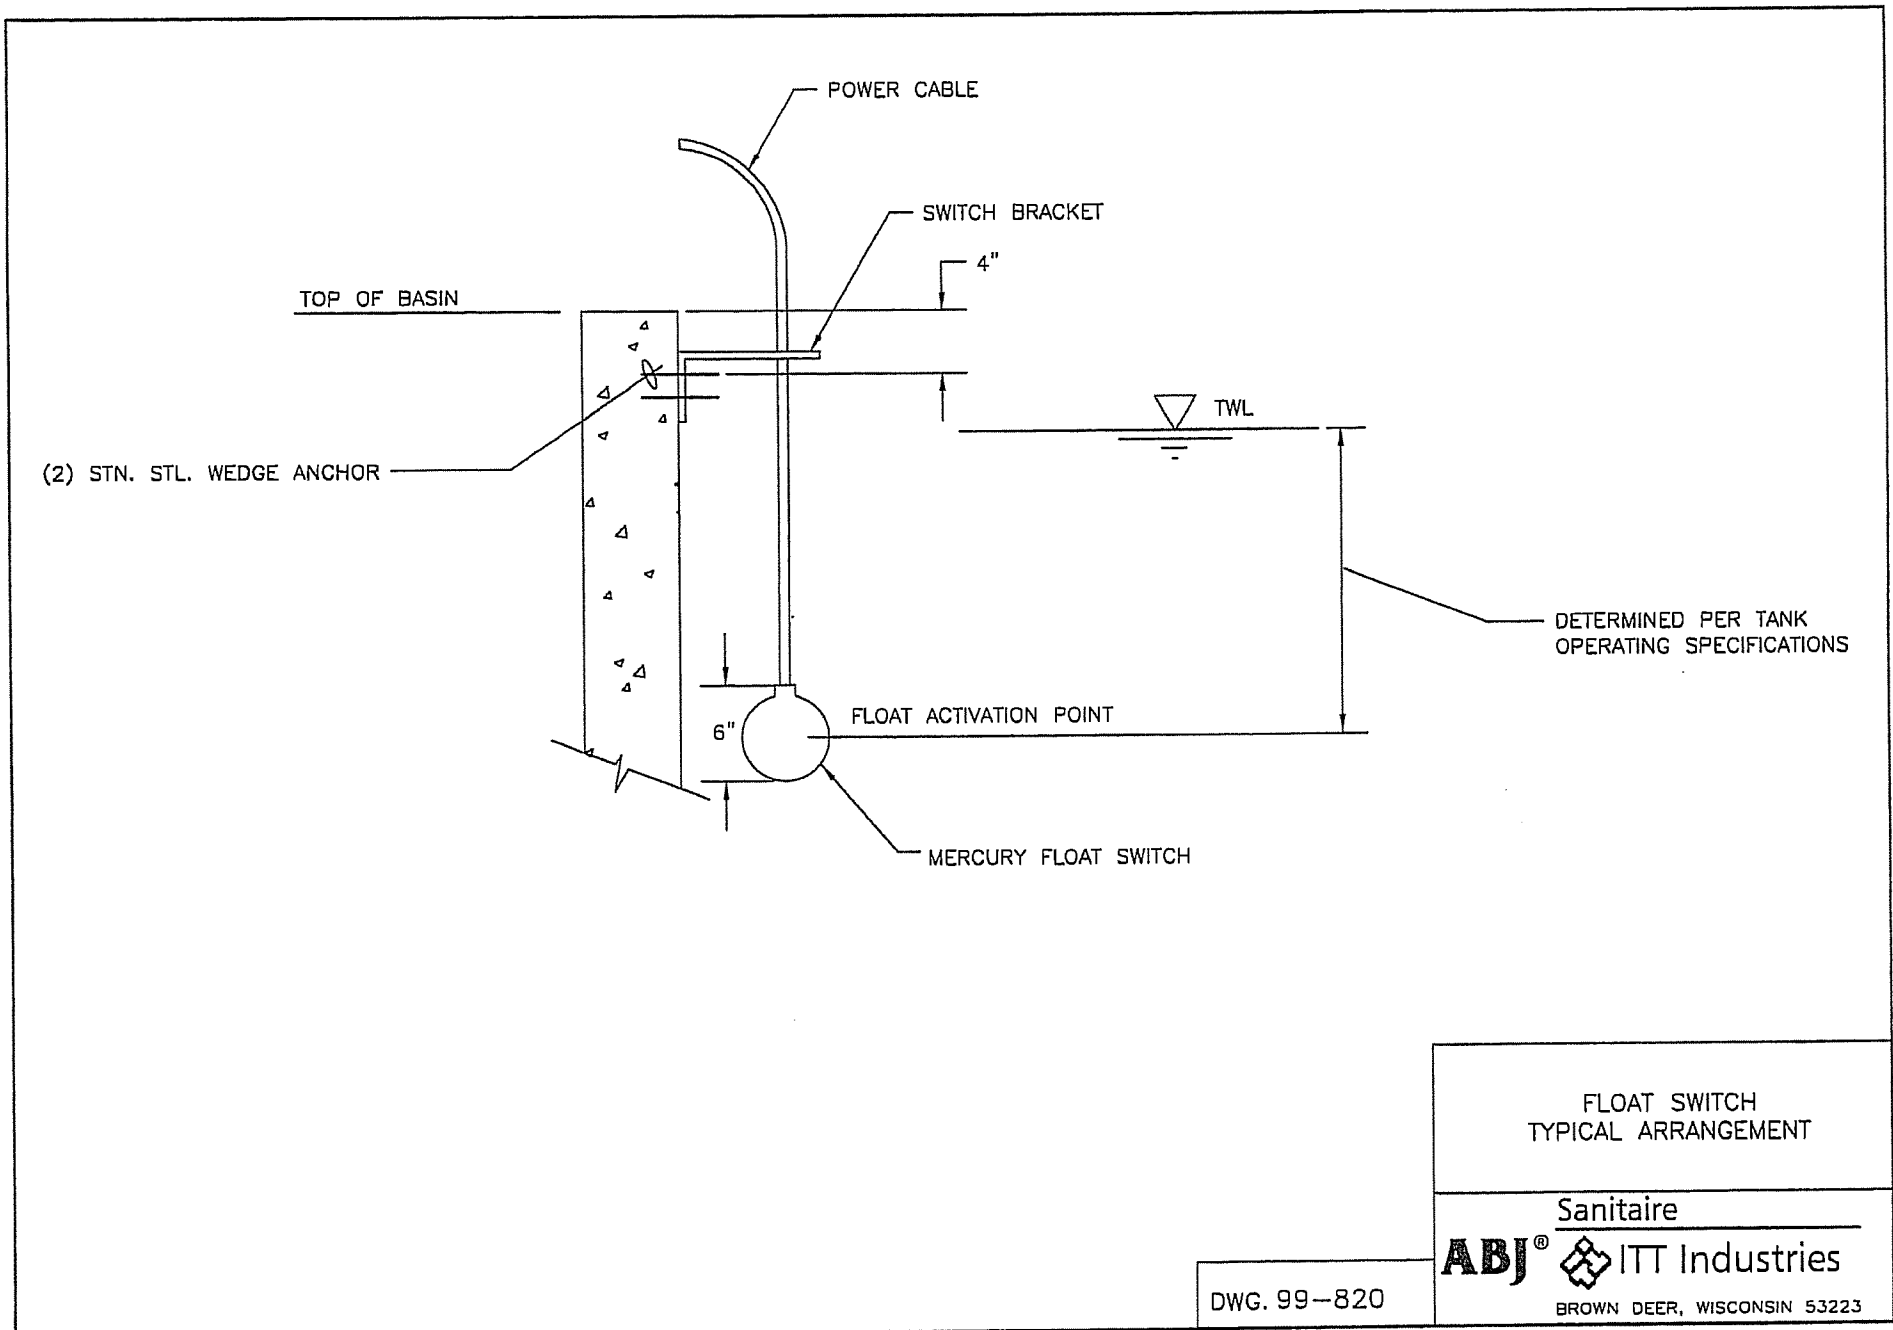 POWER CABLE
SWITCH BRACKET
4"
TOP OF BASIN
TWL
(2) STN. STL. WEDGE ANCHOR
DETERMINED PER TANK
OPERATING SPECIFICATIONS
6"
FLOAT ACTIVATION POINT
MERCURY FLOAT SWITCH
FLOAT SWITCH
TYPICAL ARRANGEMENT
Sanitaire
ABJ® ITT Industries
BROWN DEER, WISCONSIN 53223
DWG. 99-820